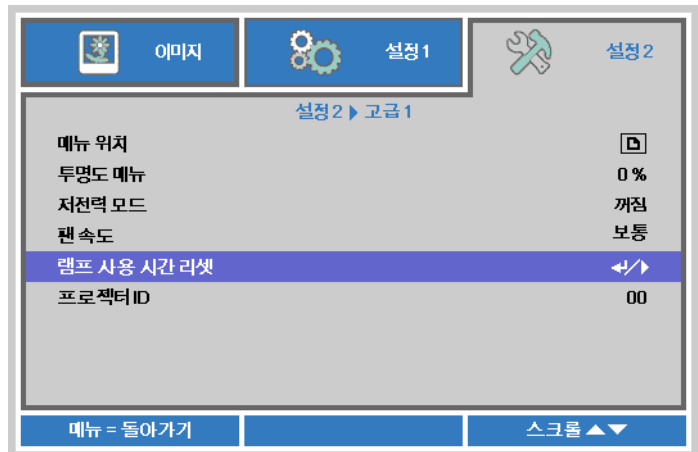 이미지
설정1
설정2
설정2 ▶ 고급1
메뉴 위치
투명도 메뉴 0 %
저전력 모드 꺼짐
팬 속도 보통
램프 사용 시간 리셋 ↵/▶
프로젝터 ID 00
메뉴 = 돌아가기
스크롤 ▲▼